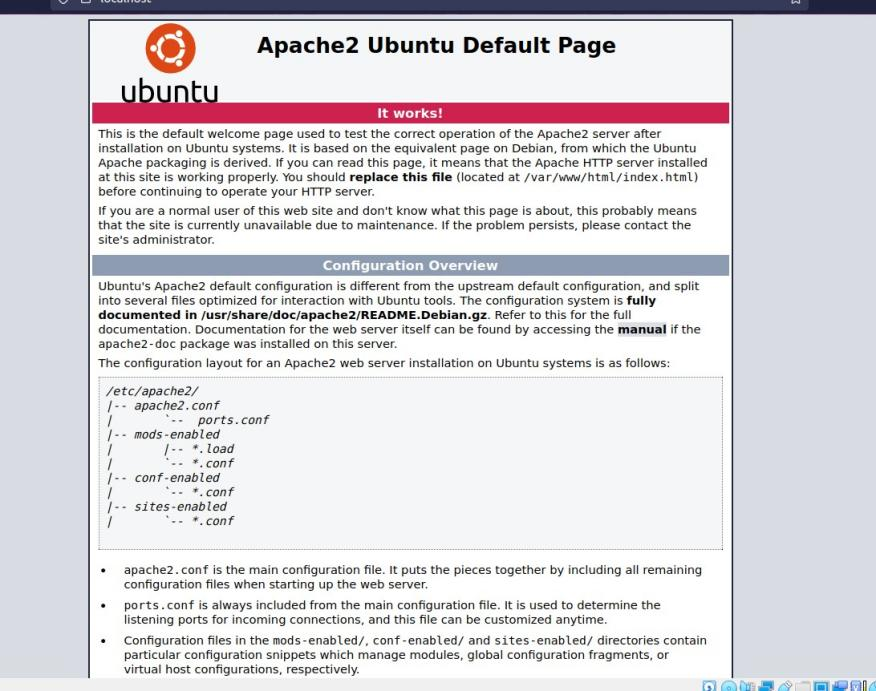 localhost
Apache2 Ubuntu Default Page
ubuntu
It works!
This is the default welcome page used to test the correct operation of the Apache2 server after
installation on Ubuntu systems. It is based on the equivalent page on Debian, from which the Ubuntu
Apache packaging is derived. If you can read this page, it means that the Apache HTTP server installed
at this site is working properly. You should replace this file (located at /var/www/html/index.html)
before continuing to operate your HTTP server.
If you are a normal user of this web site and don't know what this page is about, this probably means
that the site is currently unavailable due to maintenance. If the problem persists, please contact the
site's administrator.
Configuration Overview
Ubuntu's Apache2 default configuration is different from the upstream default configuration, and split
into several files optimized for interaction with Ubuntu tools. The configuration system is fully
documented in /usr/share/doc/apache2/README.Debian.gz. Refer to this for the full
documentation. Documentation for the web server itself can be found by accessing the manual if the
apache2-doc package was installed on this server.
The configuration layout for an Apache2 web server installation on Ubuntu systems is as follows:
/etc/apache2/
|-- apache2.conf
|       `--  ports.conf
|-- mods-enabled
|       |-- *.load
|       `-- *.conf
|-- conf-enabled
|       `-- *.conf
|-- sites-enabled
|       `-- *.conf
• apache2.conf is the main configuration file. It puts the pieces together by including all remaining
configuration files when starting up the web server.
• ports.conf is always included from the main configuration file. It is used to determine the
listening ports for incoming connections, and this file can be customized anytime.
• Configuration files in the mods-enabled/, conf-enabled/ and sites-enabled/ directories contain
particular configuration snippets which manage modules, global configuration fragments, or
virtual host configurations, respectively.